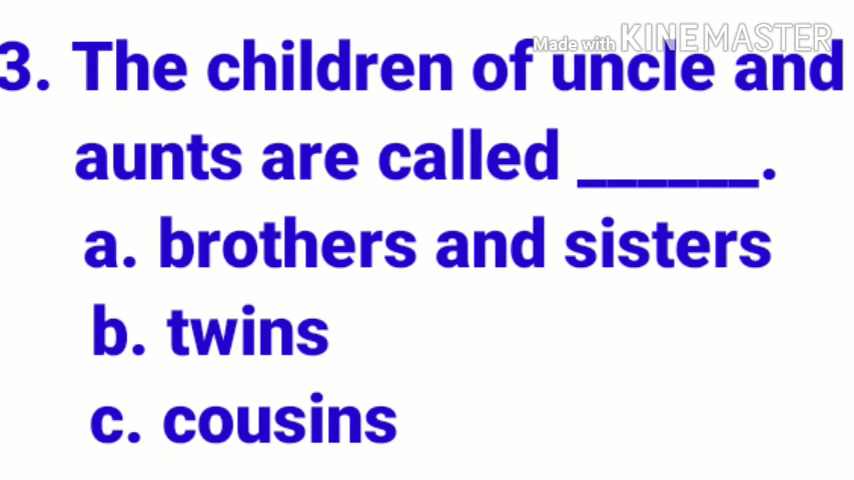 Made with KINEMASTER
3. The children of uncle and
aunts are called ______.
a. brothers and sisters
b. twins
c. cousins